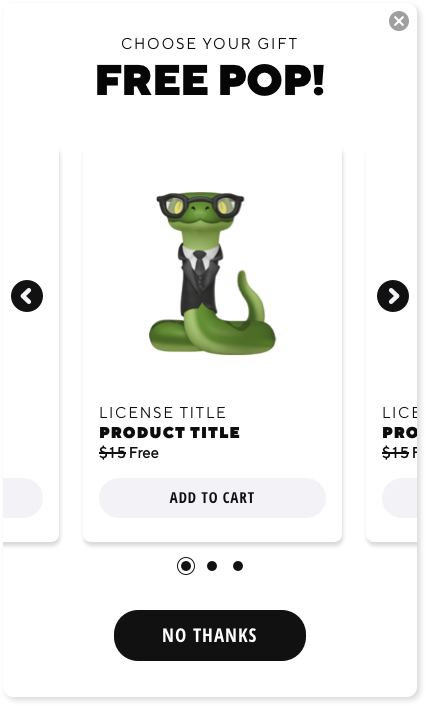 CHOOSE YOUR GIFT
FREE POP!
LICENSE TITLE
PRODUCT TITLE
$15 Free
ADD TO CART
LICE
PRO
$15 F
NO THANKS